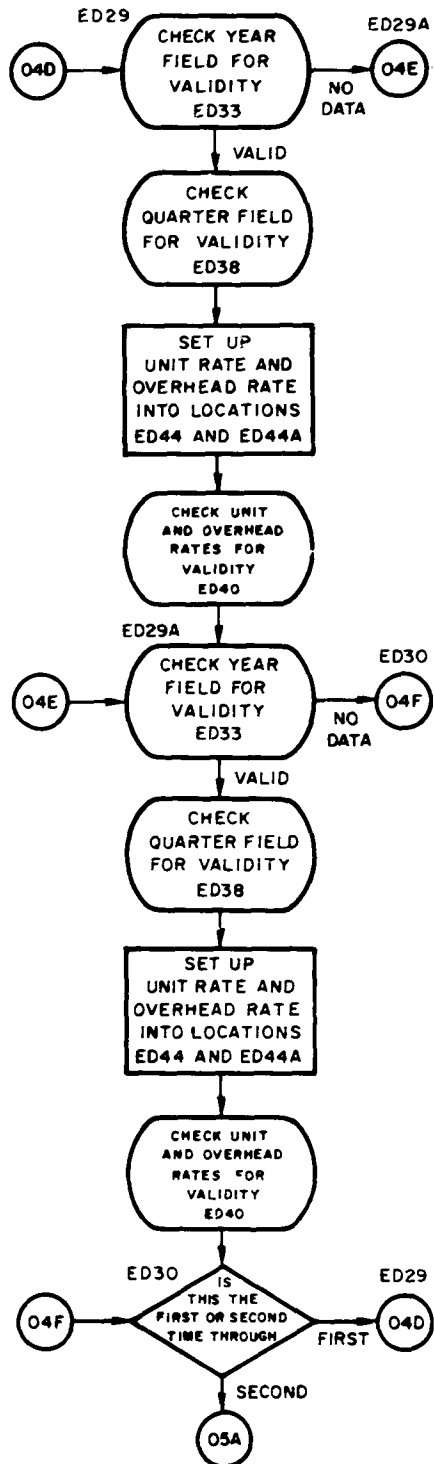 ED29
CHECK YEAR
FIELD FOR
VALIDITY
ED33
04D
ED29A
04E
NO
DATA
VALID
CHECK
QUARTER FIELD
FOR VALIDITY
ED38
SET UP
UNIT RATE AND
OVERHEAD RATE
INTO LOCATIONS
ED44 AND ED44A
CHECK UNIT
AND OVERHEAD
RATES FOR
VALIDITY
ED40
ED29A
CHECK YEAR
FIELD FOR
VALIDITY
ED33
04E
ED30
04F
NO
DATA
VALID
CHECK
QUARTER FIELD
FOR VALIDITY
ED38
SET UP
UNIT RATE AND
OVERHEAD RATE
INTO LOCATIONS
ED44 AND ED44A
CHECK UNIT
AND OVERHEAD
RATES FOR
VALIDITY
ED40
ED30
IS
THIS THE
FIRST OR SECOND
TIME THROUGH
04F
ED29
04D
FIRST
SECOND
05A